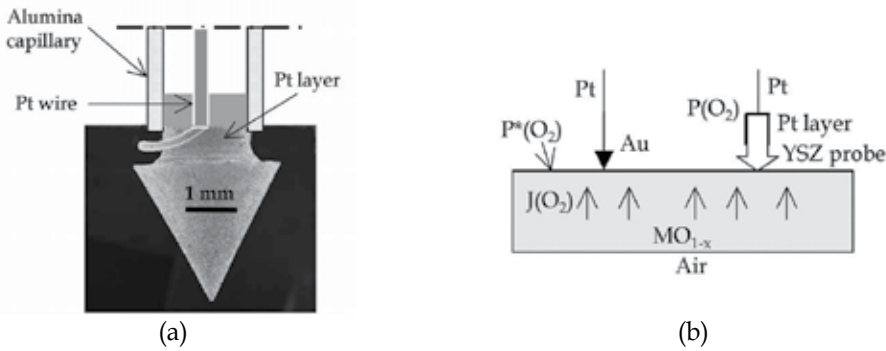 Alumina
capillary
Pt wire
Pt layer
1 mm
(a)
Pt
Pt
P*(O₂)
P(O₂)
Au
Pt layer
YSZ probe
J(O₂)
MO₁₋ₓ
Air
(b)